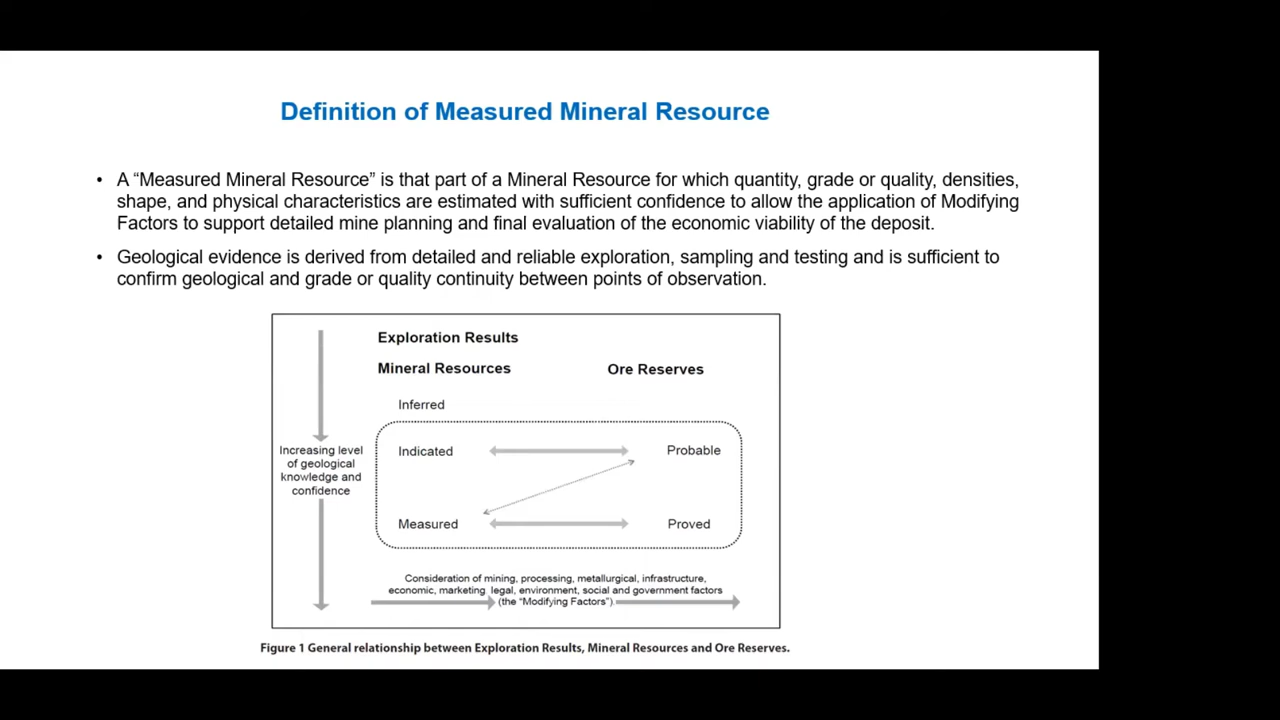 Definition of Measured Mineral Resource
• A “Measured Mineral Resource” is that part of a Mineral Resource for which quantity, grade or quality, densities,
shape, and physical characteristics are estimated with sufficient confidence to allow the application of Modifying
Factors to support detailed mine planning and final evaluation of the economic viability of the deposit.
• Geological evidence is derived from detailed and reliable exploration, sampling and testing and is sufficient to
confirm geological and grade or quality continuity between points of observation.
Exploration Results
Mineral Resources
Ore Reserves
Inferred
Increasing level
of geological
knowledge and
confidence
Indicated
Probable
Measured
Proved
Consideration of mining, processing, metallurgical, infrastructure,
economic, marketing legal, environment, social and government factors
(the “Modifying Factors”)
Figure 1 General relationship between Exploration Results, Mineral Resources and Ore Reserves.